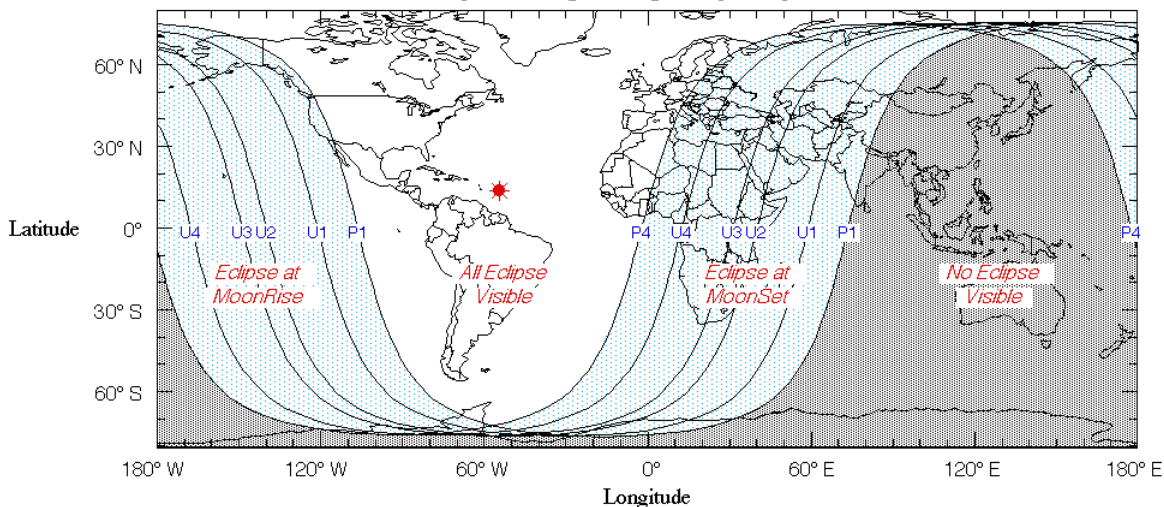 60° N
30° N
Latitude 0°
U4 U3 U2 U1 P1 P4 U4 U3 U2 U1 P1 P4
Eclipse at
MoonRise
All Eclipse
Visible
Eclipse at
MoonSet
No Eclipse
Visible
30° S
60° S
180° W 120° W 60° W 0° 60° E 120° E 180° E
Longitude